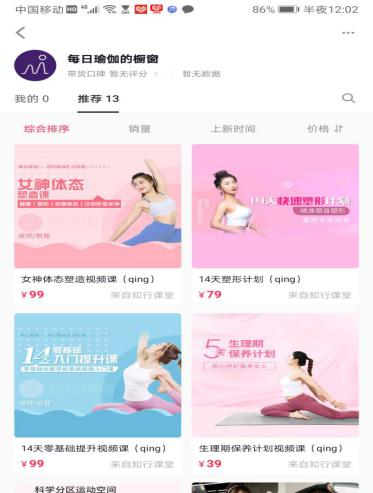 中国移动 HD 4G 86% 半夜12:02
每日瑜伽的橱窗
带货口碑 暂无评分 暂无数据
我的 0 推荐 13
综合排序 销量 上新时间 价格
女神体态
塑造课
女神体态塑造视频课（qing）
¥99 来自知行课堂
14天快速塑形计划
精准塑身塑形
14天塑形计划（qing）
¥79 来自知行课堂
14天零基础
入门提升课
14天零基础提升视频课（qing）
¥99 来自知行课堂
5天 生理期
保养计划
生理期保养计划视频课（qing）
¥39 来自知行课堂
科学分区运动空间